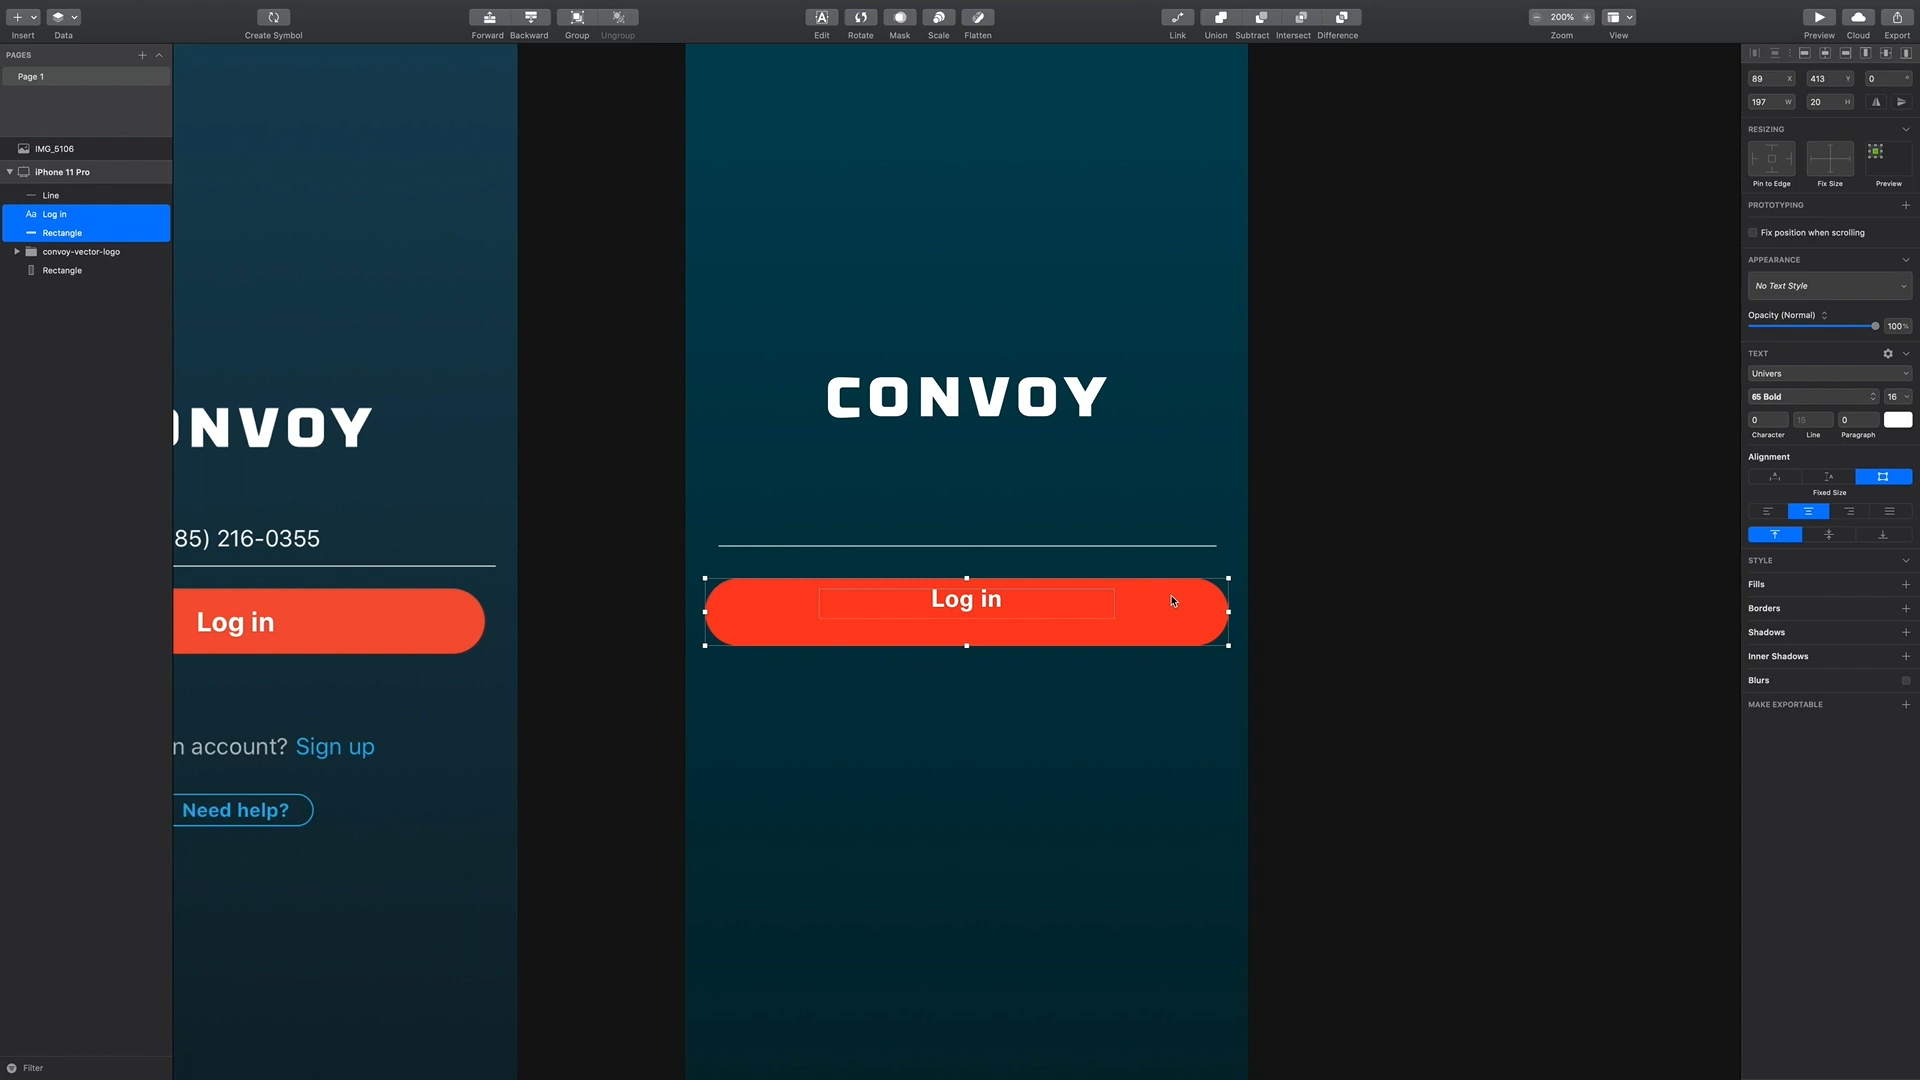 Insert
Data
Create Symbol
Forward
Backward
Group
Ungroup
Edit
Rotate
Mask
Scale
Flatten
Link
Union
Subtract
Intersect
Difference
200%
Zoom
View
Preview
Cloud
Export
PAGES
Page 1
IMG_5106
iPhone 11 Pro
Line
Aa Log in
Rectangle
convoy-vector-logo
Rectangle
Filter
ONVOY
85) 216-0355
Log in
n account? Sign up
Need help?
CONVOY
Log in
89 X
413 Y
0 °
197 W
20 H
RESIZING
Pin to Edge
Fix Size
Preview
PROTOTYPING
Fix position when scrolling
APPEARANCE
No Text Style
Opacity (Normal)
100%
TEXT
Univers
65 Bold
16
0
15
0
Character
Line
Paragraph
Alignment
Fixed Size
STYLE
Fills
Borders
Shadows
Inner Shadows
Blurs
MAKE EXPORTABLE